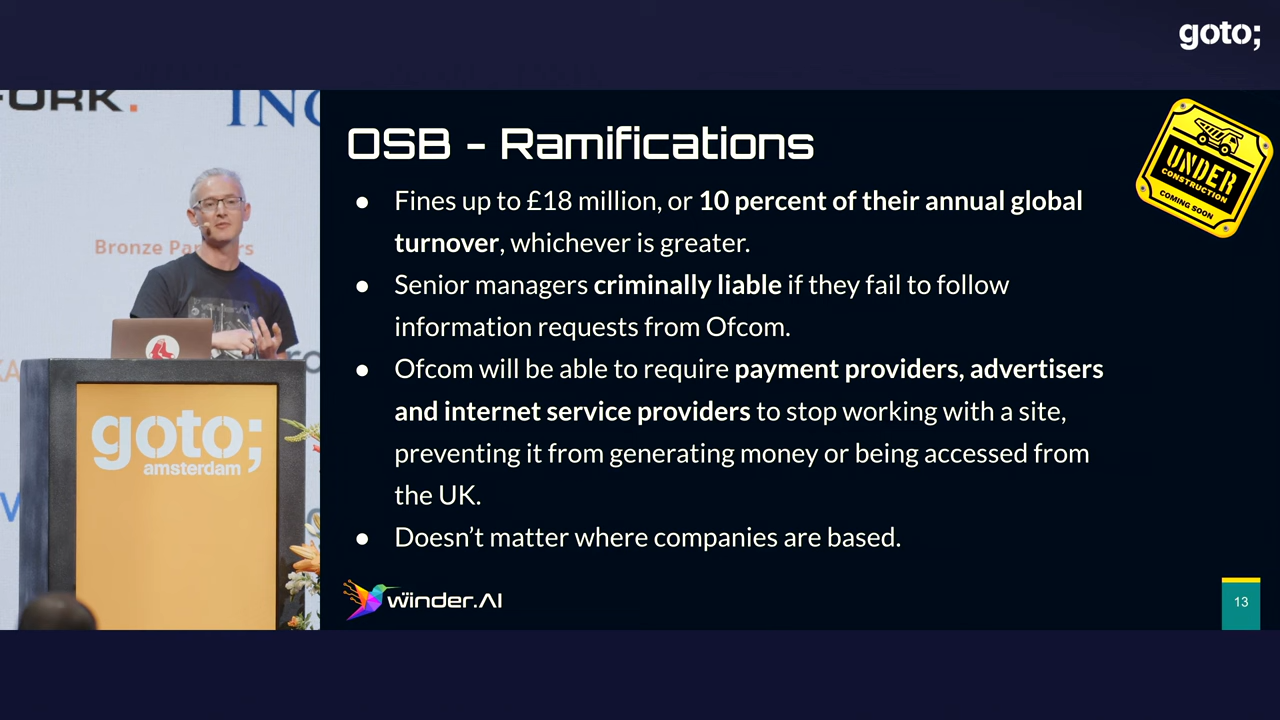 goto;
FORK.
ING
Bronze Par
rs
goto;
amsterdam
OSB - Ramifications
● Fines up to £18 million, or 10 percent of their annual global
turnover, whichever is greater.
● Senior managers criminally liable if they fail to follow
information requests from Ofcom.
● Ofcom will be able to require payment providers, advertisers
and internet service providers to stop working with a site,
preventing it from generating money or being accessed from
the UK.
● Doesn’t matter where companies are based.
UNDER
CONSTRUCTION
COMING SOON
winder.AI
13